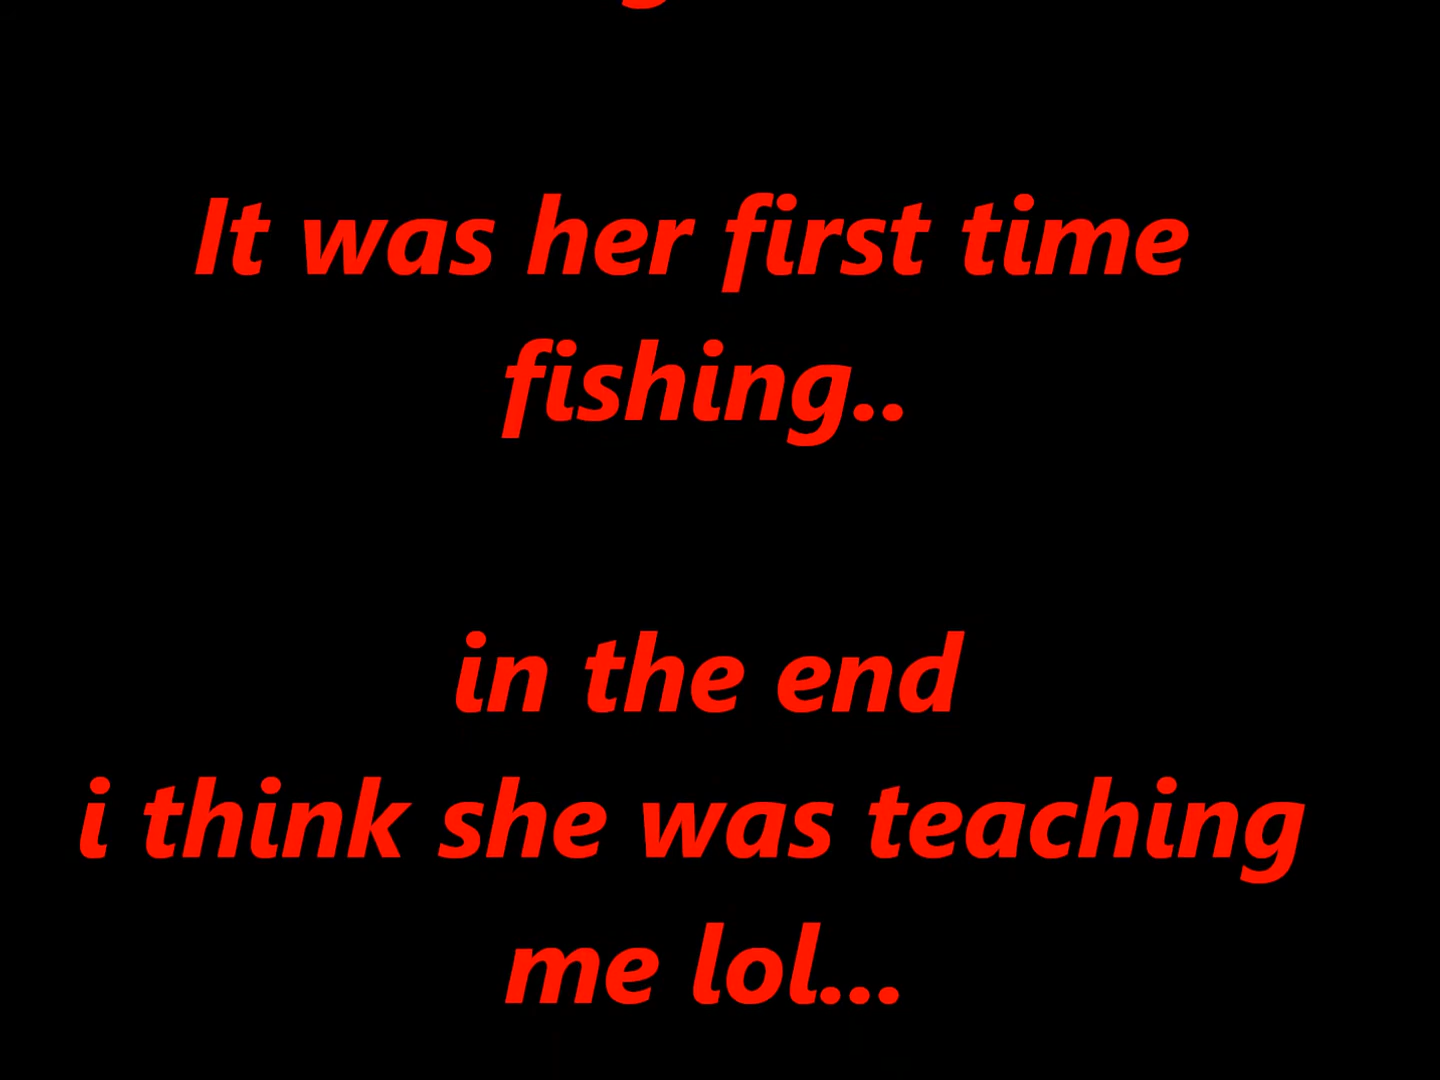 It was her first time
fishing..
in the end
i think she was teaching
me lol...